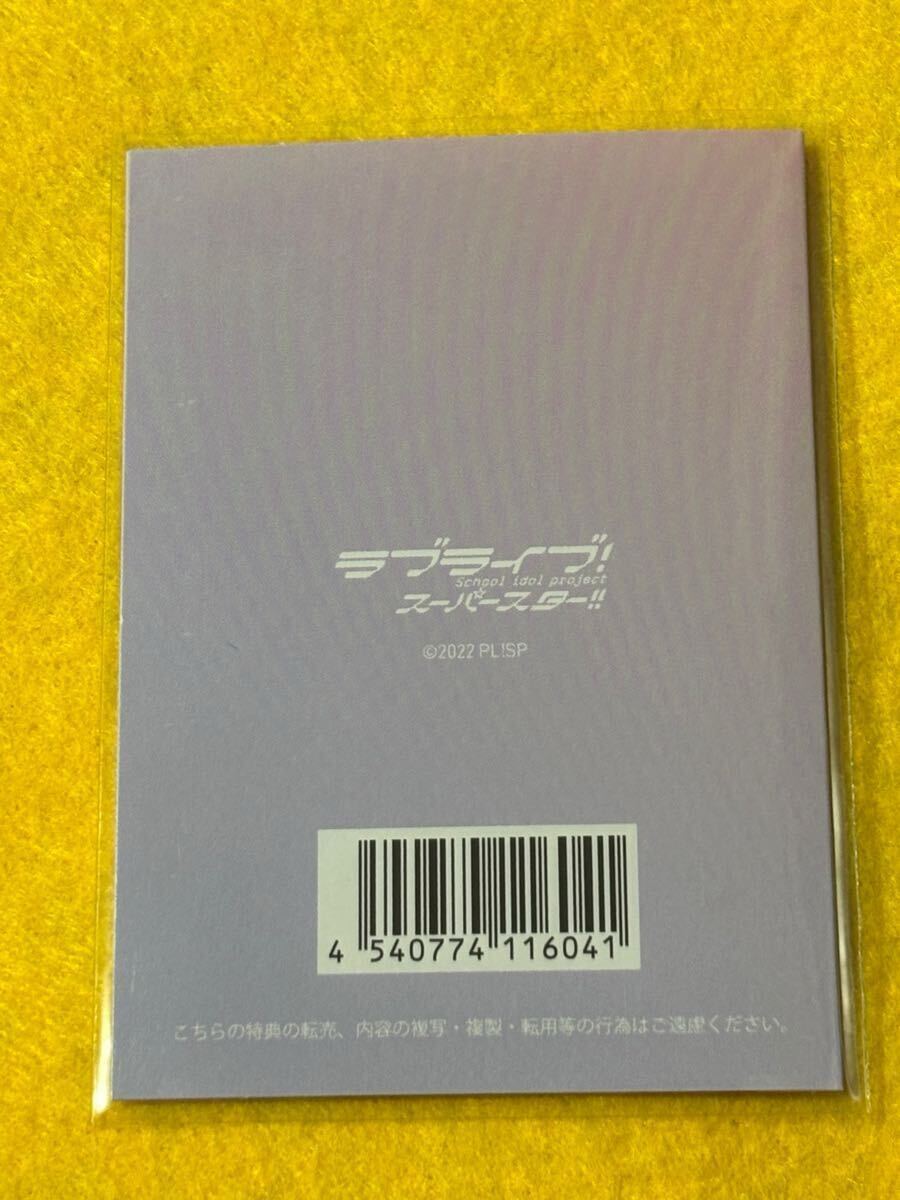 ラブライブ!
School idol project
スーパースター!!
©2022 PL!SP
4 540774 116041
こちらの特典の転売、内容の複写・複製・転用等の行為はご遠慮ください。